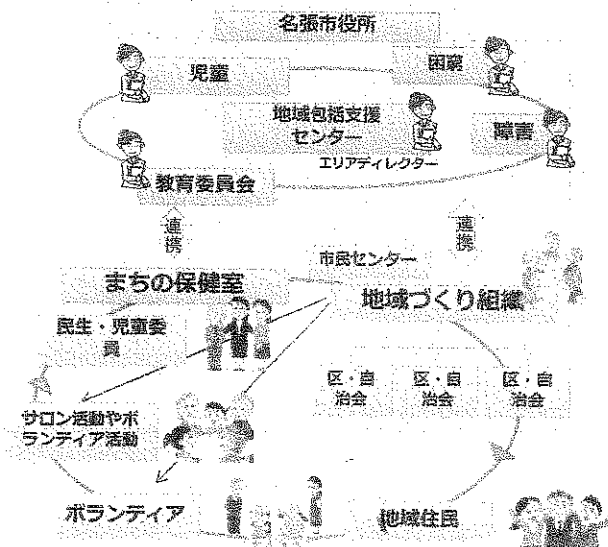 名張市役所
児童
困窮
地域包括支援
センター
障害
エリアディレクター
教育委員会
連携
連携
市民センター
まちの保健室
地域づくり組織
民生・児童委
員
区・自
治会
区・自
治会
区・自
治会
サロン活動やボ
ランティア活動
ボランティア
地域住民